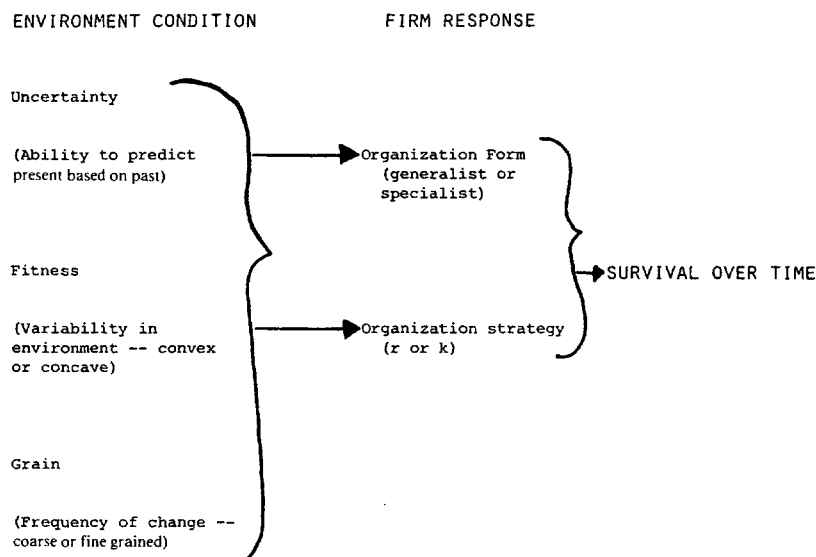 ENVIRONMENT CONDITION
FIRM RESPONSE
Uncertainty
(Ability to predict
present based on past)
Organization Form
(generalist or
specialist)
Fitness
SURVIVAL OVER TIME
(Variability in
environment -- convex
or concave)
Organization strategy
(r or k)
Grain
(Frequency of change --
coarse or fine grained)